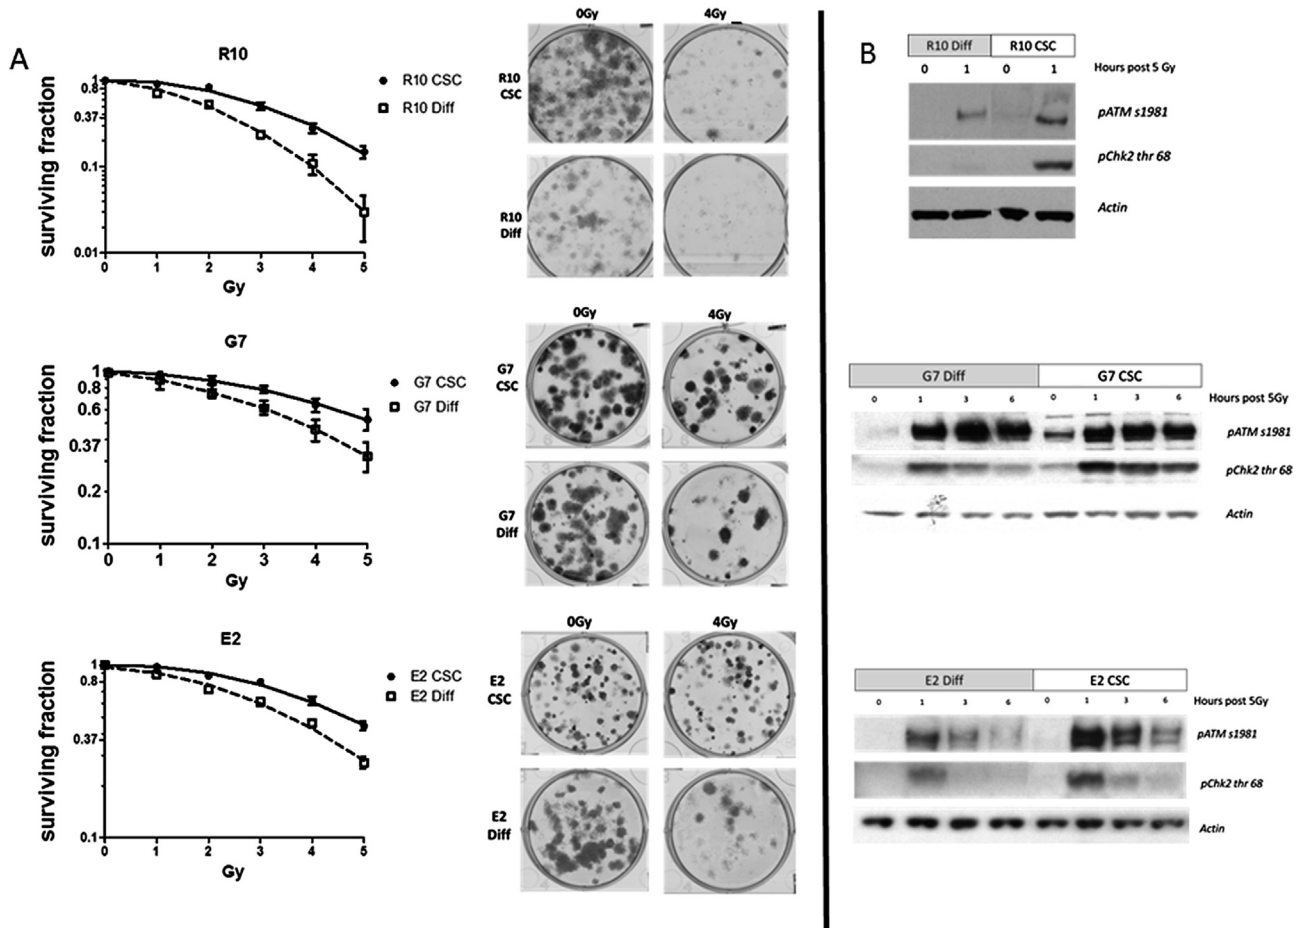 A
R10
surviving fraction
1
0.8
0.37
0.1
0.01
0 1 2 3 4 5
Gy
R10 CSC
R10 Diff
0Gy 4Gy
R10
CSC
R10
Diff
G7
surviving fraction
1
0.8
0.6
0.37
0.2
0.1
0 1 2 3 4 5
Gy
G7 CSC
G7 Diff
0Gy 4Gy
G7
CSC
G7
Diff
E2
surviving fraction
1
0.8
0.37
0.1
0 1 2 3 4 5
Gy
E2 CSC
E2 Diff
0Gy 4Gy
E2
CSC
E2
Diff
B
R10 Diff R10 CSC
0 1 0 1 Hours post 5 Gy
pATM s1981
pChk2 thr 68
Actin
G7 Diff G7 CSC
0 1 3 6 0 1 3 6 Hours post 5Gy
pATM s1981
pChk2 thr 68
Actin
E2 Diff E2 CSC
0 1 3 6 0 1 3 6 Hours post 5Gy
pATM s1981
pChk2 thr 68
Actin